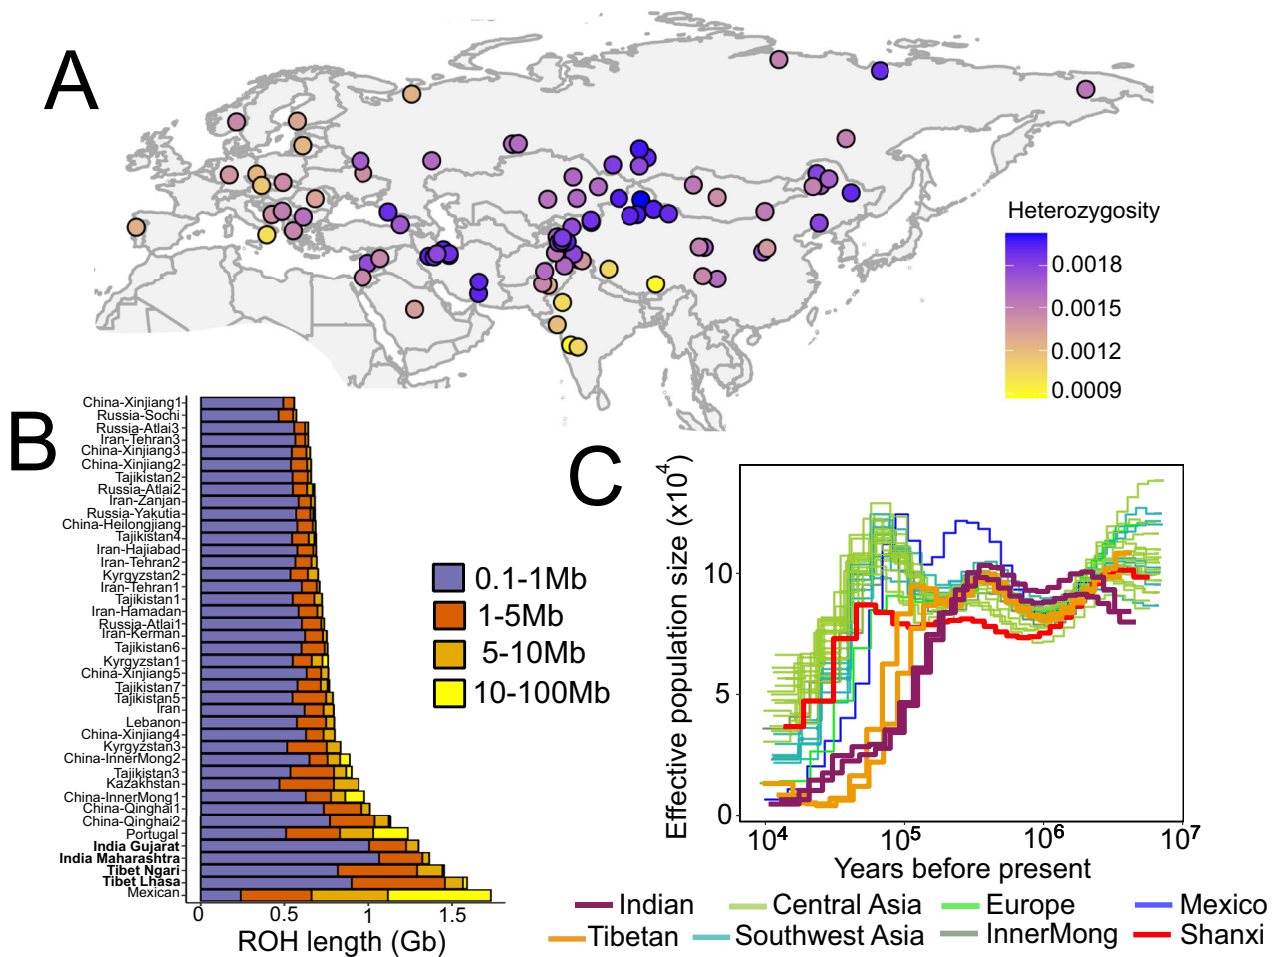 A
Heterozygosity
0.0018
0.0015
0.0012
0.0009
B
China-Xinjiang1
Russia-Sochi
Russia-Atlai3
Iran-Tehran3
China-Xinjiang3
China-Xinjiang2
Tajikistan2
Russia-Atlai2
Iran-Zanjan
Russia-Yakutia
China-Heilongjiang
Tajikistan4
Iran-Hajiabad
Iran-Tehran2
Kyrgyzstan2
Iran-Tehran1
Tajikistan1
Iran-Hamadan
Russia-Atlai1
Iran-Kerman
Tajikistan6
Kyrgyzstan1
China-Xinjiang5
Tajikistan7
Tajikistan5
Iran
Lebanon
China-Xinjiang4
Kyrgyzstan3
China-InnerMong2
Tajikistan3
Kazakhstan
China-InnerMong1
China-Qinghai1
China-Qinghai2
Portugal
India Gujarat
India Maharashtra
Tibet Ngari
Tibet Lhasa
Mexican
0 0.5 1 1.5
ROH length (Gb)
0.1-1Mb
1-5Mb
5-10Mb
10-100Mb
C
Effective population size (x10⁴)
10
5
0
10⁴ 10⁵ 10⁶ 10⁷
Years before present
Indian Central Asia Europe Mexico
Tibetan Southwest Asia InnerMong Shanxi